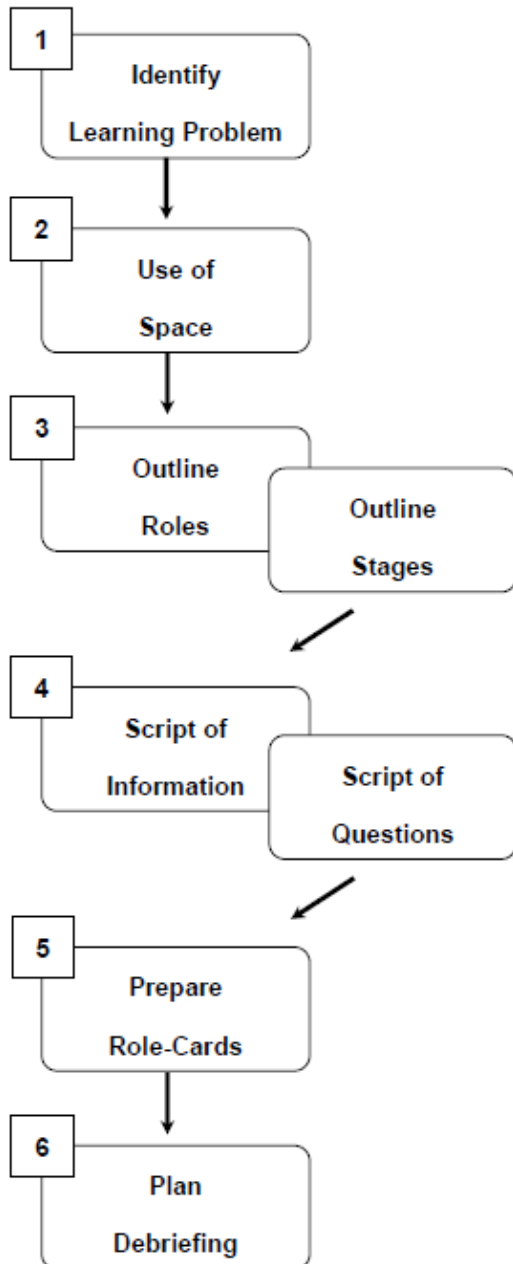 1
Identify
Learning Problem
2
Use of
Space
3
Outline
Roles
Outline
Stages
4
Script of
Information
Script of
Questions
5
Prepare
Role-Cards
6
Plan
Debriefing